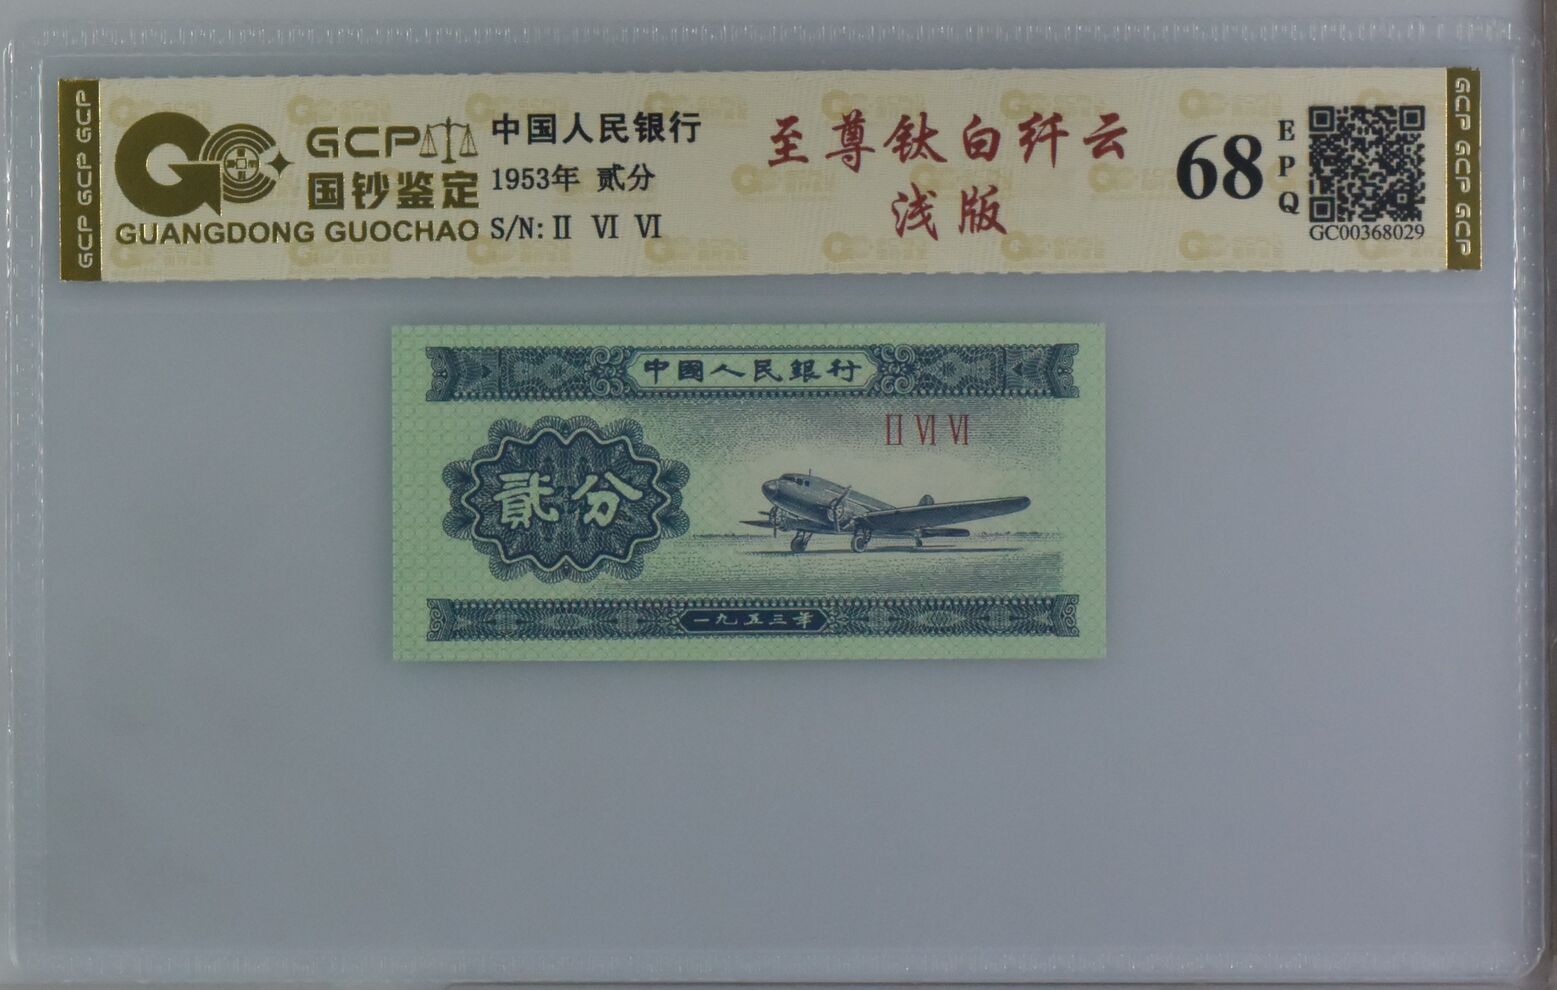 GCP GCP GCP
GCP
国钞鉴定
GUANGDONG GUOCHAO
中国人民银行
1953年 贰分
S/N: Ⅱ Ⅵ Ⅵ
至尊钛白纤云
浅版
68
EPQ
GC00368029
GCP GCP GCP
中國人民銀行
Ⅱ Ⅵ Ⅵ
貳分
一九五三年